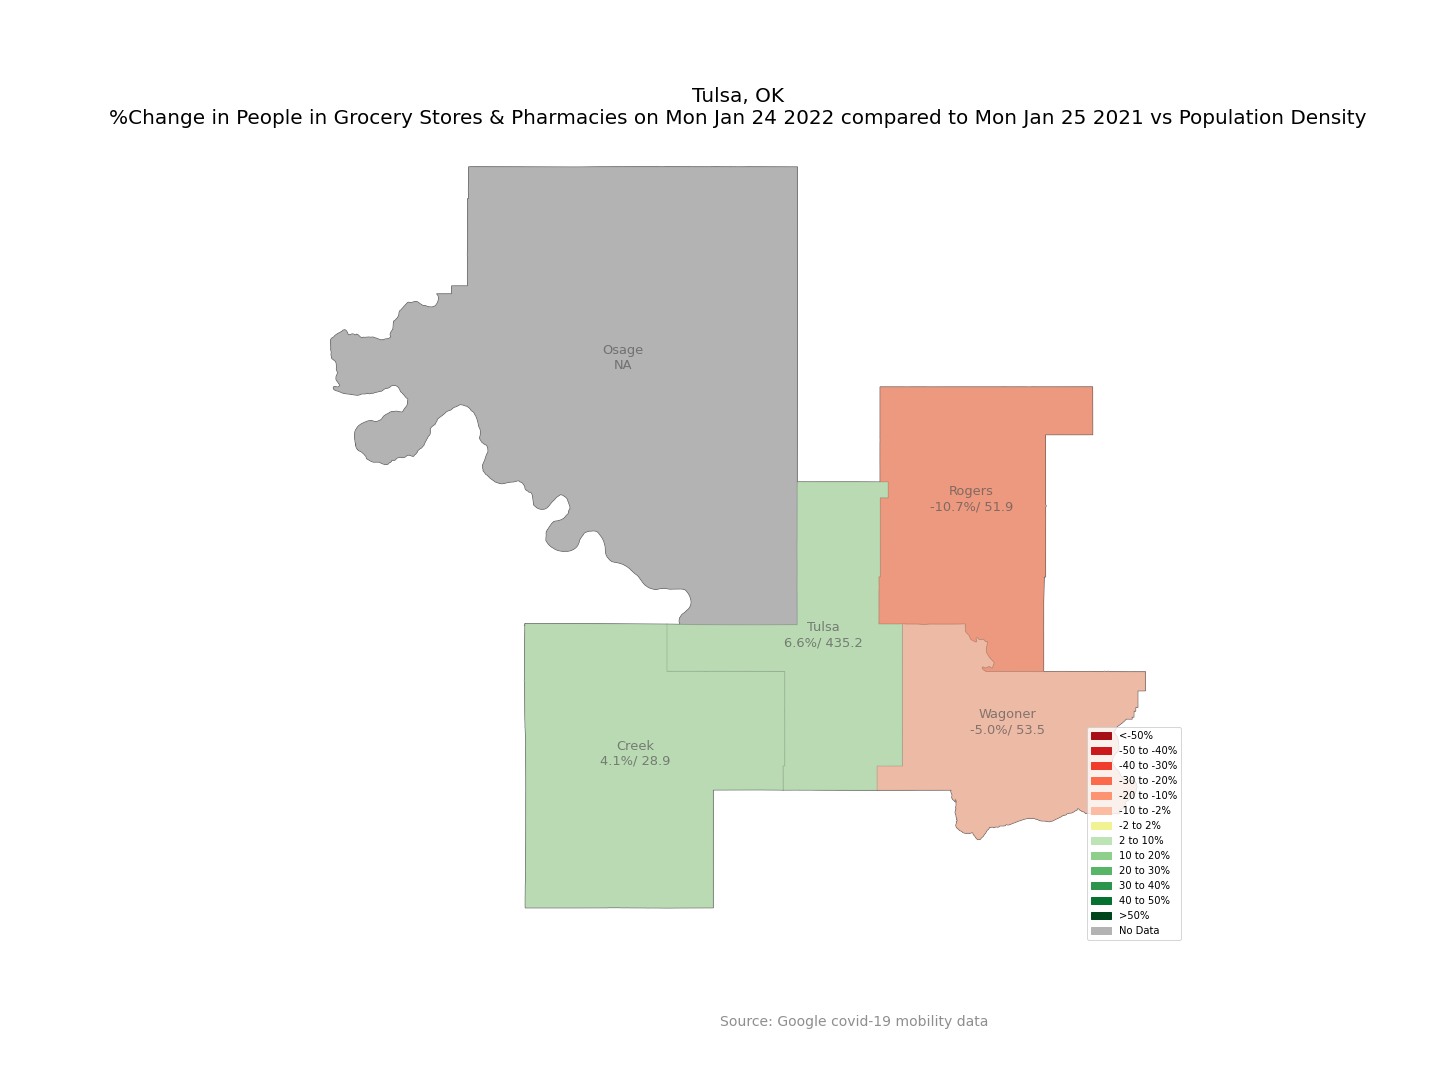 Tulsa, OK
%Change in People in Grocery Stores & Pharmacies on Mon Jan 24 2022 compared to Mon Jan 25 2021 vs Population Density
Osage
NA
Rogers
-10.7%/ 51.9
Tulsa
6.6%/ 435.2
Wagoner
-5.0%/ 53.5
Creek
4.1%/ 28.9
<-50%
-50 to -40%
-40 to -30%
-30 to -20%
-20 to -10%
-10 to -2%
-2 to 2%
2 to 10%
10 to 20%
20 to 30%
30 to 40%
40 to 50%
>50%
No Data
Source: Google covid-19 mobility data